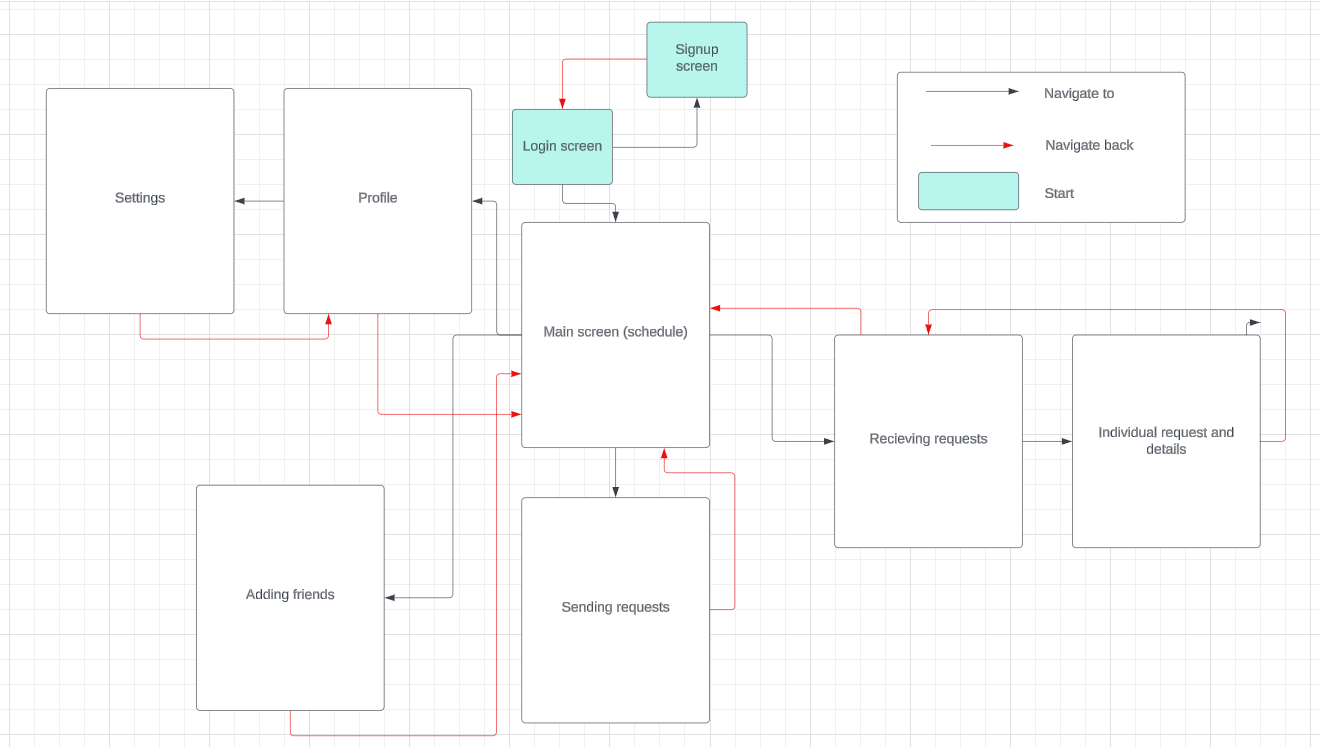 Signup
screen
Login screen
Navigate to
Navigate back
Start
Settings
Profile
Main screen (schedule)
Recieving requests
Individual request and
details
Adding friends
Sending requests